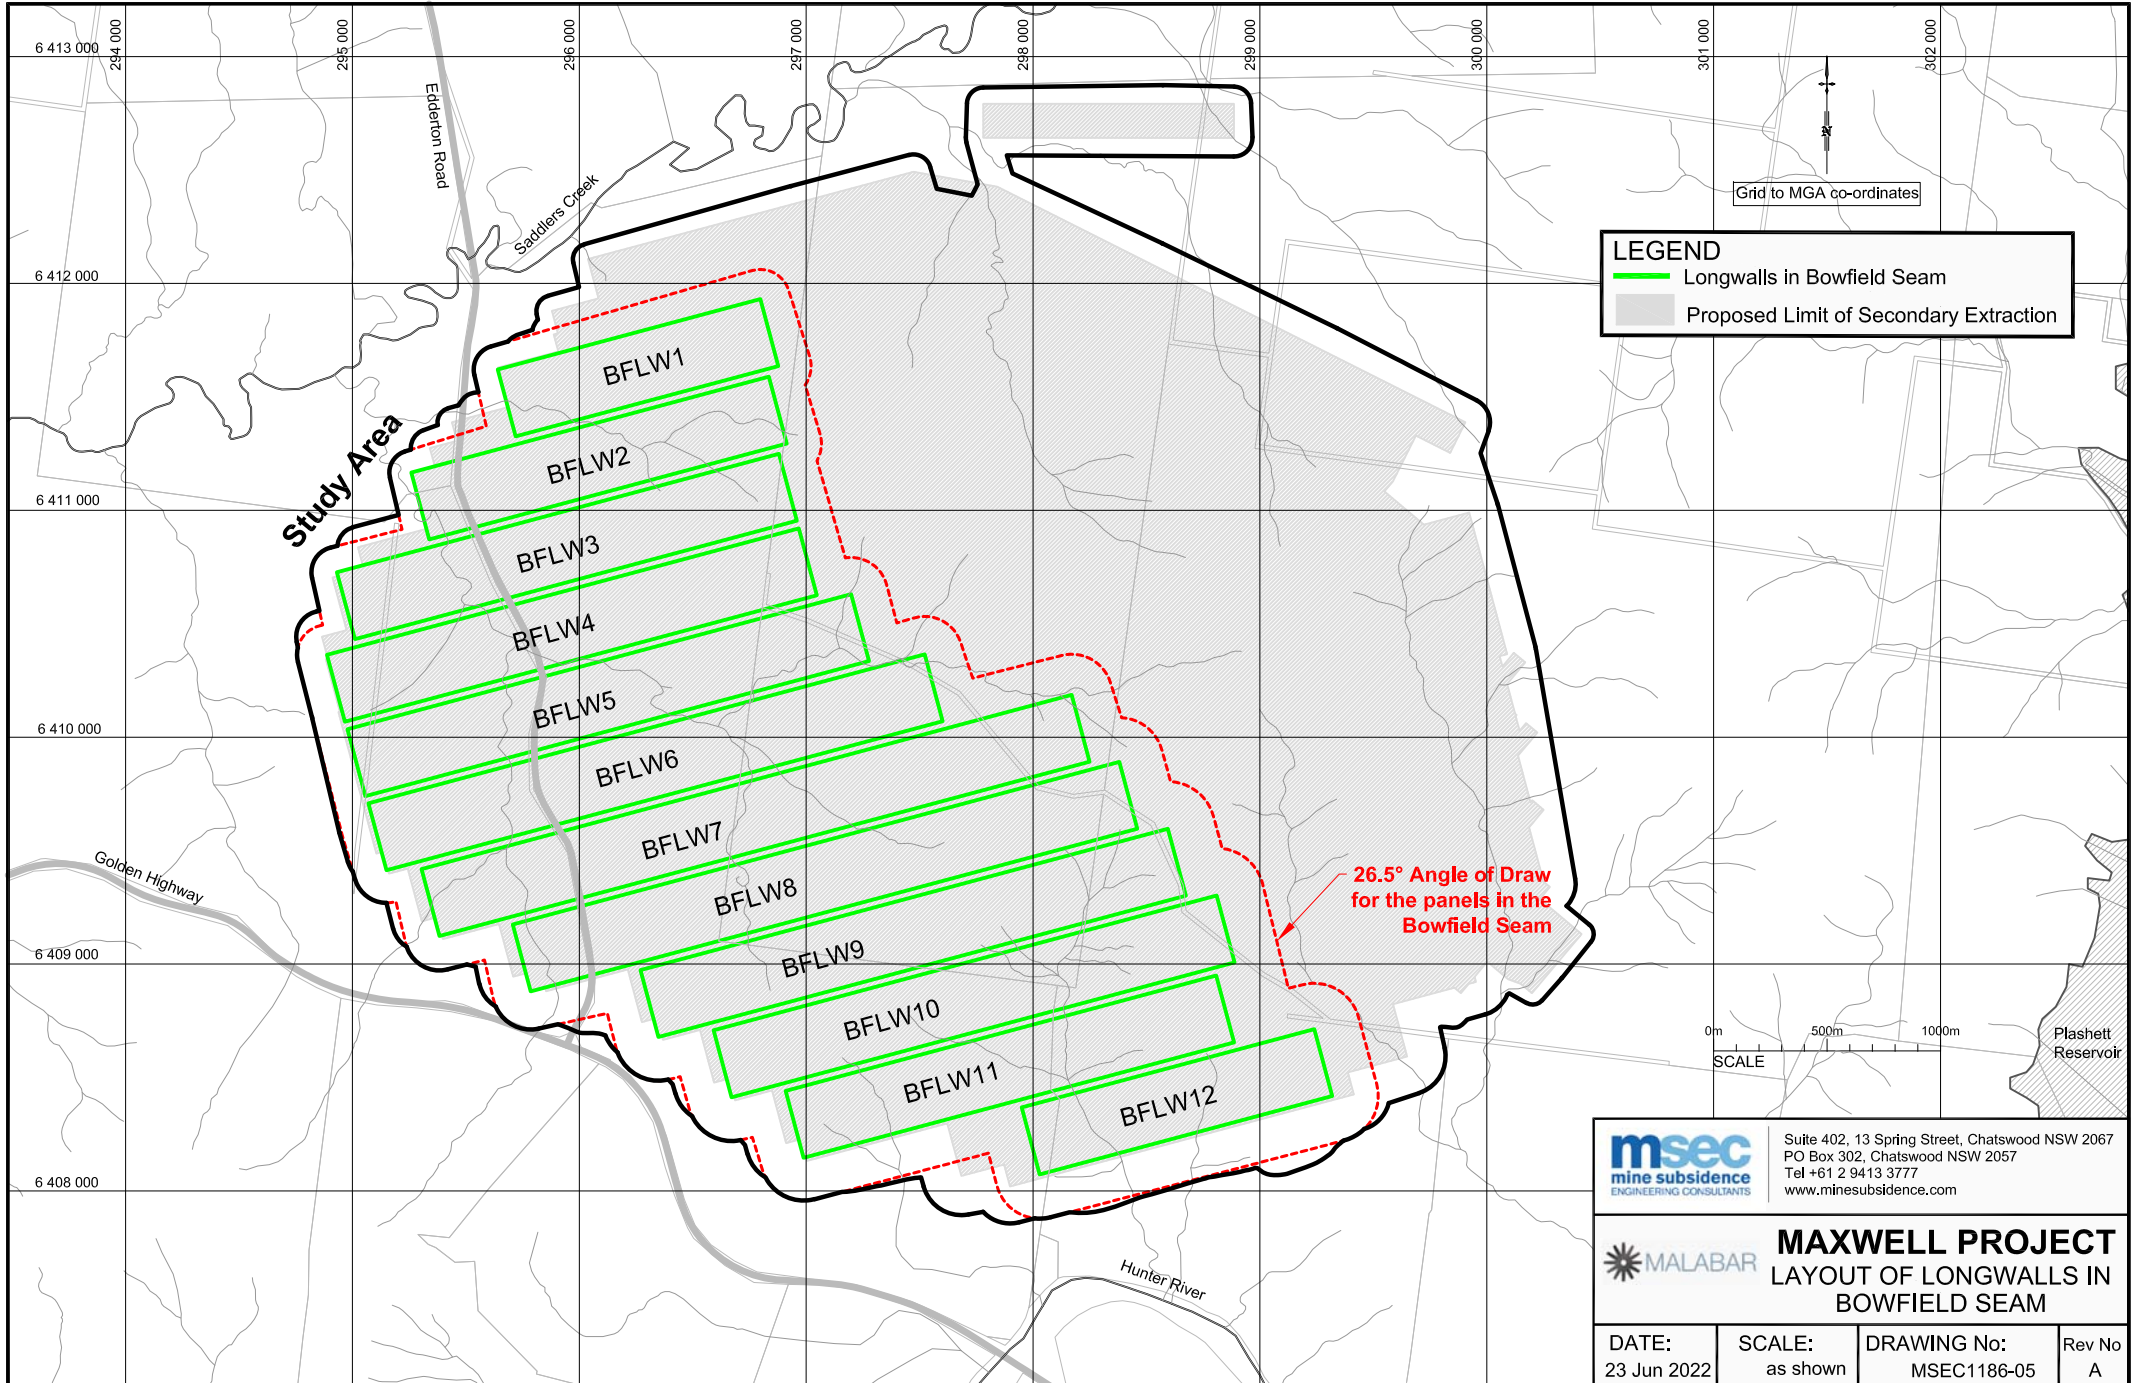 294 000
295 000
296 000
297 000
298 000
299 000
300 000
301 000
302 000
6 413 000
6 412 000
6 411 000
6 410 000
6 409 000
6 408 000
Edderton Road
Saddlers Creek
Study Area
Golden Highway
Hunter River
Plashett
Reservoir
N
Grid to MGA co-ordinates
LEGEND
Longwalls in Bowfield Seam
Proposed Limit of Secondary Extraction
BFLW1
BFLW2
BFLW3
BFLW4
BFLW5
BFLW6
BFLW7
BFLW8
BFLW9
BFLW10
BFLW11
BFLW12
26.5° Angle of Draw
for the panels in the
Bowfield Seam
0m 500m 1000m
SCALE
msec
mine subsidence
ENGINEERING CONSULTANTS
Suite 402, 13 Spring Street, Chatswood NSW 2067
PO Box 302, Chatswood NSW 2057
Tel +61 2 9413 3777
www.minesubsidence.com
MALABAR
MAXWELL PROJECT
LAYOUT OF LONGWALLS IN
BOWFIELD SEAM
DATE:
23 Jun 2022
SCALE:
as shown
DRAWING No:
MSEC1186-05
Rev No
A